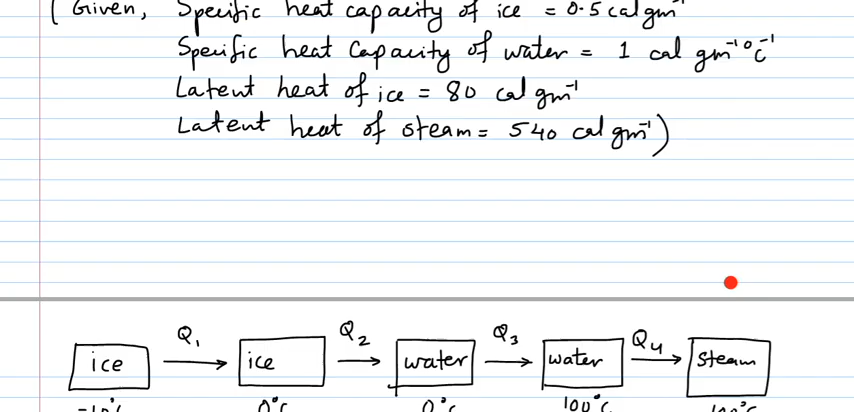 ( Given, Specific heat capacity of ice = 0.5 cal gm⁻¹
Specific heat capacity of water = 1 cal gm⁻¹ °C⁻¹
Latent heat of ice = 80 cal gm⁻¹
Latent heat of steam = 540 cal gm⁻¹)
Q₁ Q₂ Q₃ Q₄
ice ice water water steam
-10°C 0°C 0°C 100°C 100°C